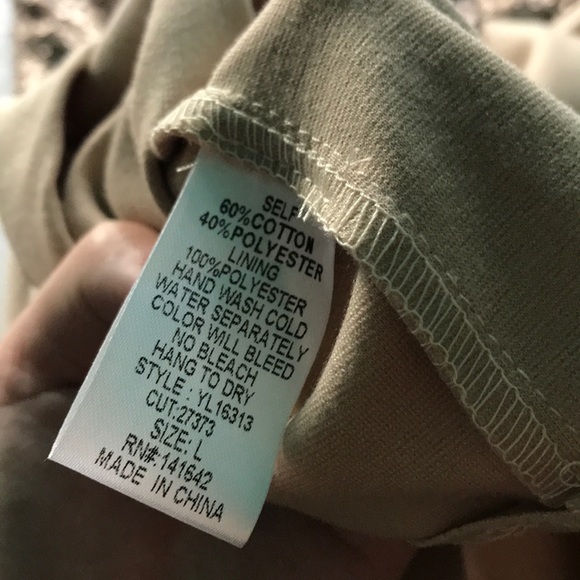 SELF
60%COTTON
40%POLYESTER
LINING
100%POLYESTER
HAND WASH COLD
WATER SEPARATELY
COLOR WILL BLEED
NO BLEACH
HANG TO DRY
STYLE : YL16313
CUT:27373
SIZE: L
RN#:141642
MADE IN CHINA